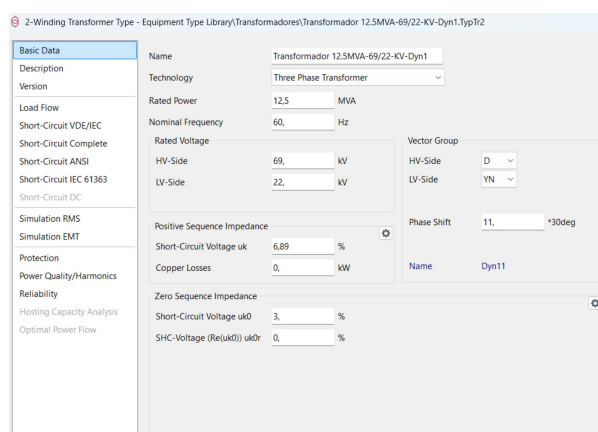 2-Winding Transformer Type - Equipment Type Library\Transformadores\Transformador 12.5MVA-69/22-KV-Dyn1.TypTr2
Basic Data
Description
Version
Load Flow
Short-Circuit VDE/IEC
Short-Circuit Complete
Short-Circuit ANSI
Short-Circuit IEC 61363
Short-Circuit DC
Simulation RMS
Simulation EMT
Protection
Power Quality/Harmonics
Reliability
Hosting Capacity Analysis
Optimal Power Flow
Name Transformador 12.5MVA-69/22-KV-Dyn1
Technology Three Phase Transformer
Rated Power 12,5 MVA
Nominal Frequency 60, Hz
Rated Voltage
HV-Side 69, kV
LV-Side 22, kV
Vector Group
HV-Side D
LV-Side YN
Phase Shift 11, *30deg
Name Dyn11
Positive Sequence Impedance
Short-Circuit Voltage uk 6,89 %
Copper Losses 0, kW
Zero Sequence Impedance
Short-Circuit Voltage uk0 3, %
SHC-Voltage (Re(uk0)) uk0r 0, %